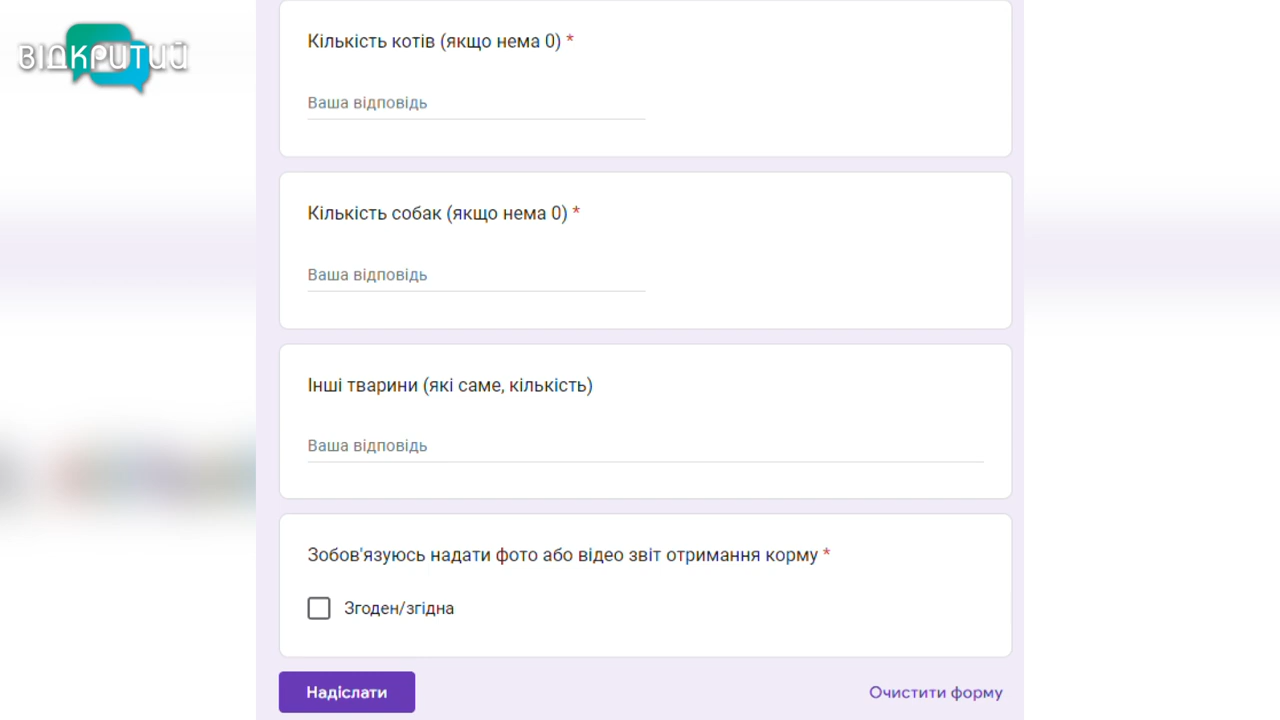 ВІДКРИТИЙ
Кількість котів (якщо нема 0) *
Ваша відповідь
Кількість собак (якщо нема 0) *
Ваша відповідь
Інші тварини (які саме, кількість)
Ваша відповідь
Зобов'язуюсь надати фото або відео звіт отримання корму *
Згоден/згідна
Надіслати
Очистити форму